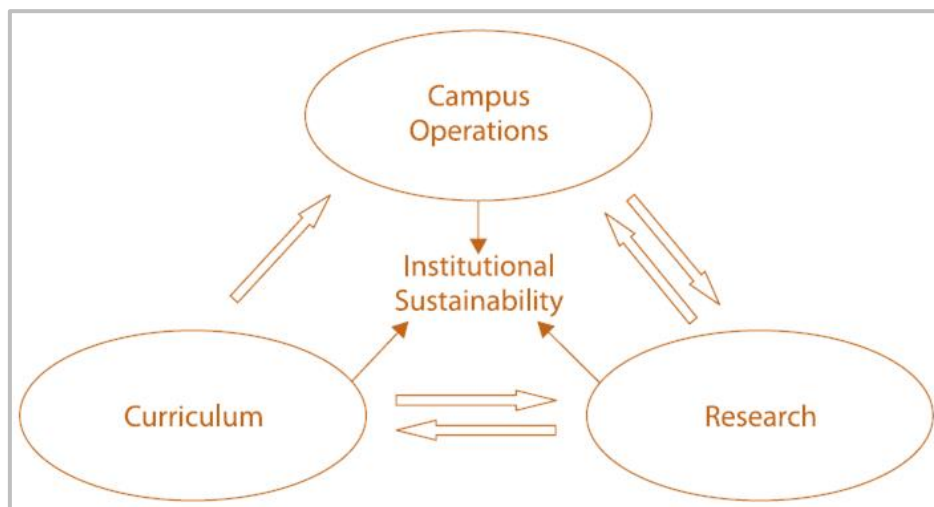 Campus
Operations
Institutional
Sustainability
Curriculum
Research